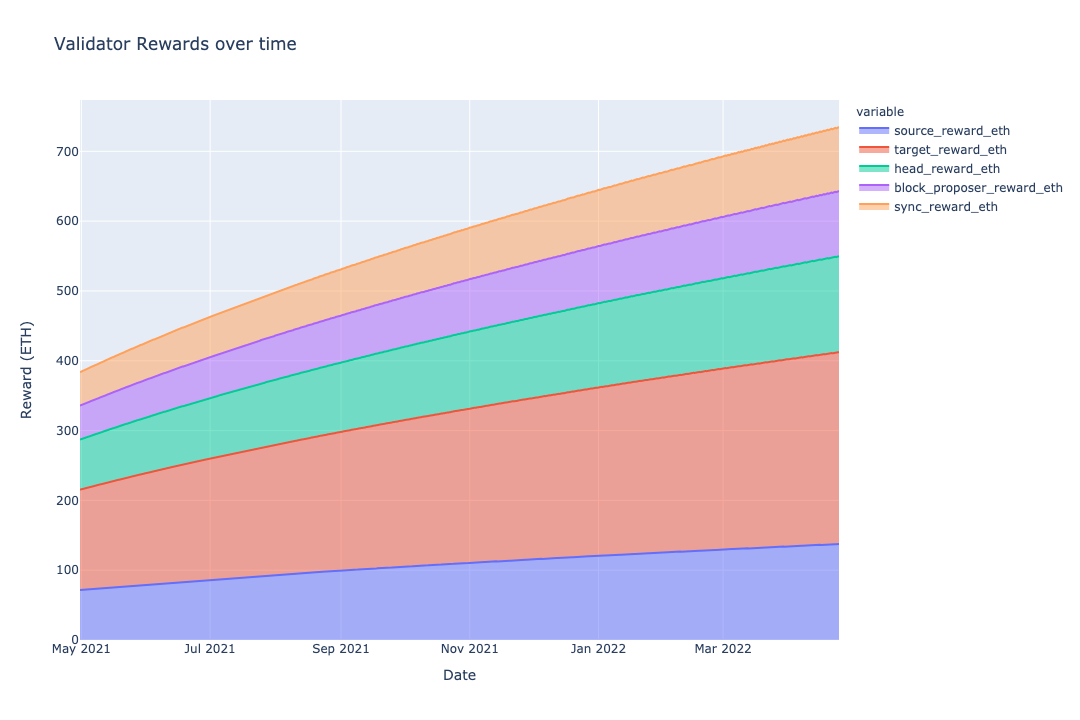 Validator Rewards over time
variable
source_reward_eth
target_reward_eth
head_reward_eth
block_proposer_reward_eth
sync_reward_eth
Reward (ETH)
700
600
500
400
300
200
100
0
May 2021
Jul 2021
Sep 2021
Nov 2021
Jan 2022
Mar 2022
Date